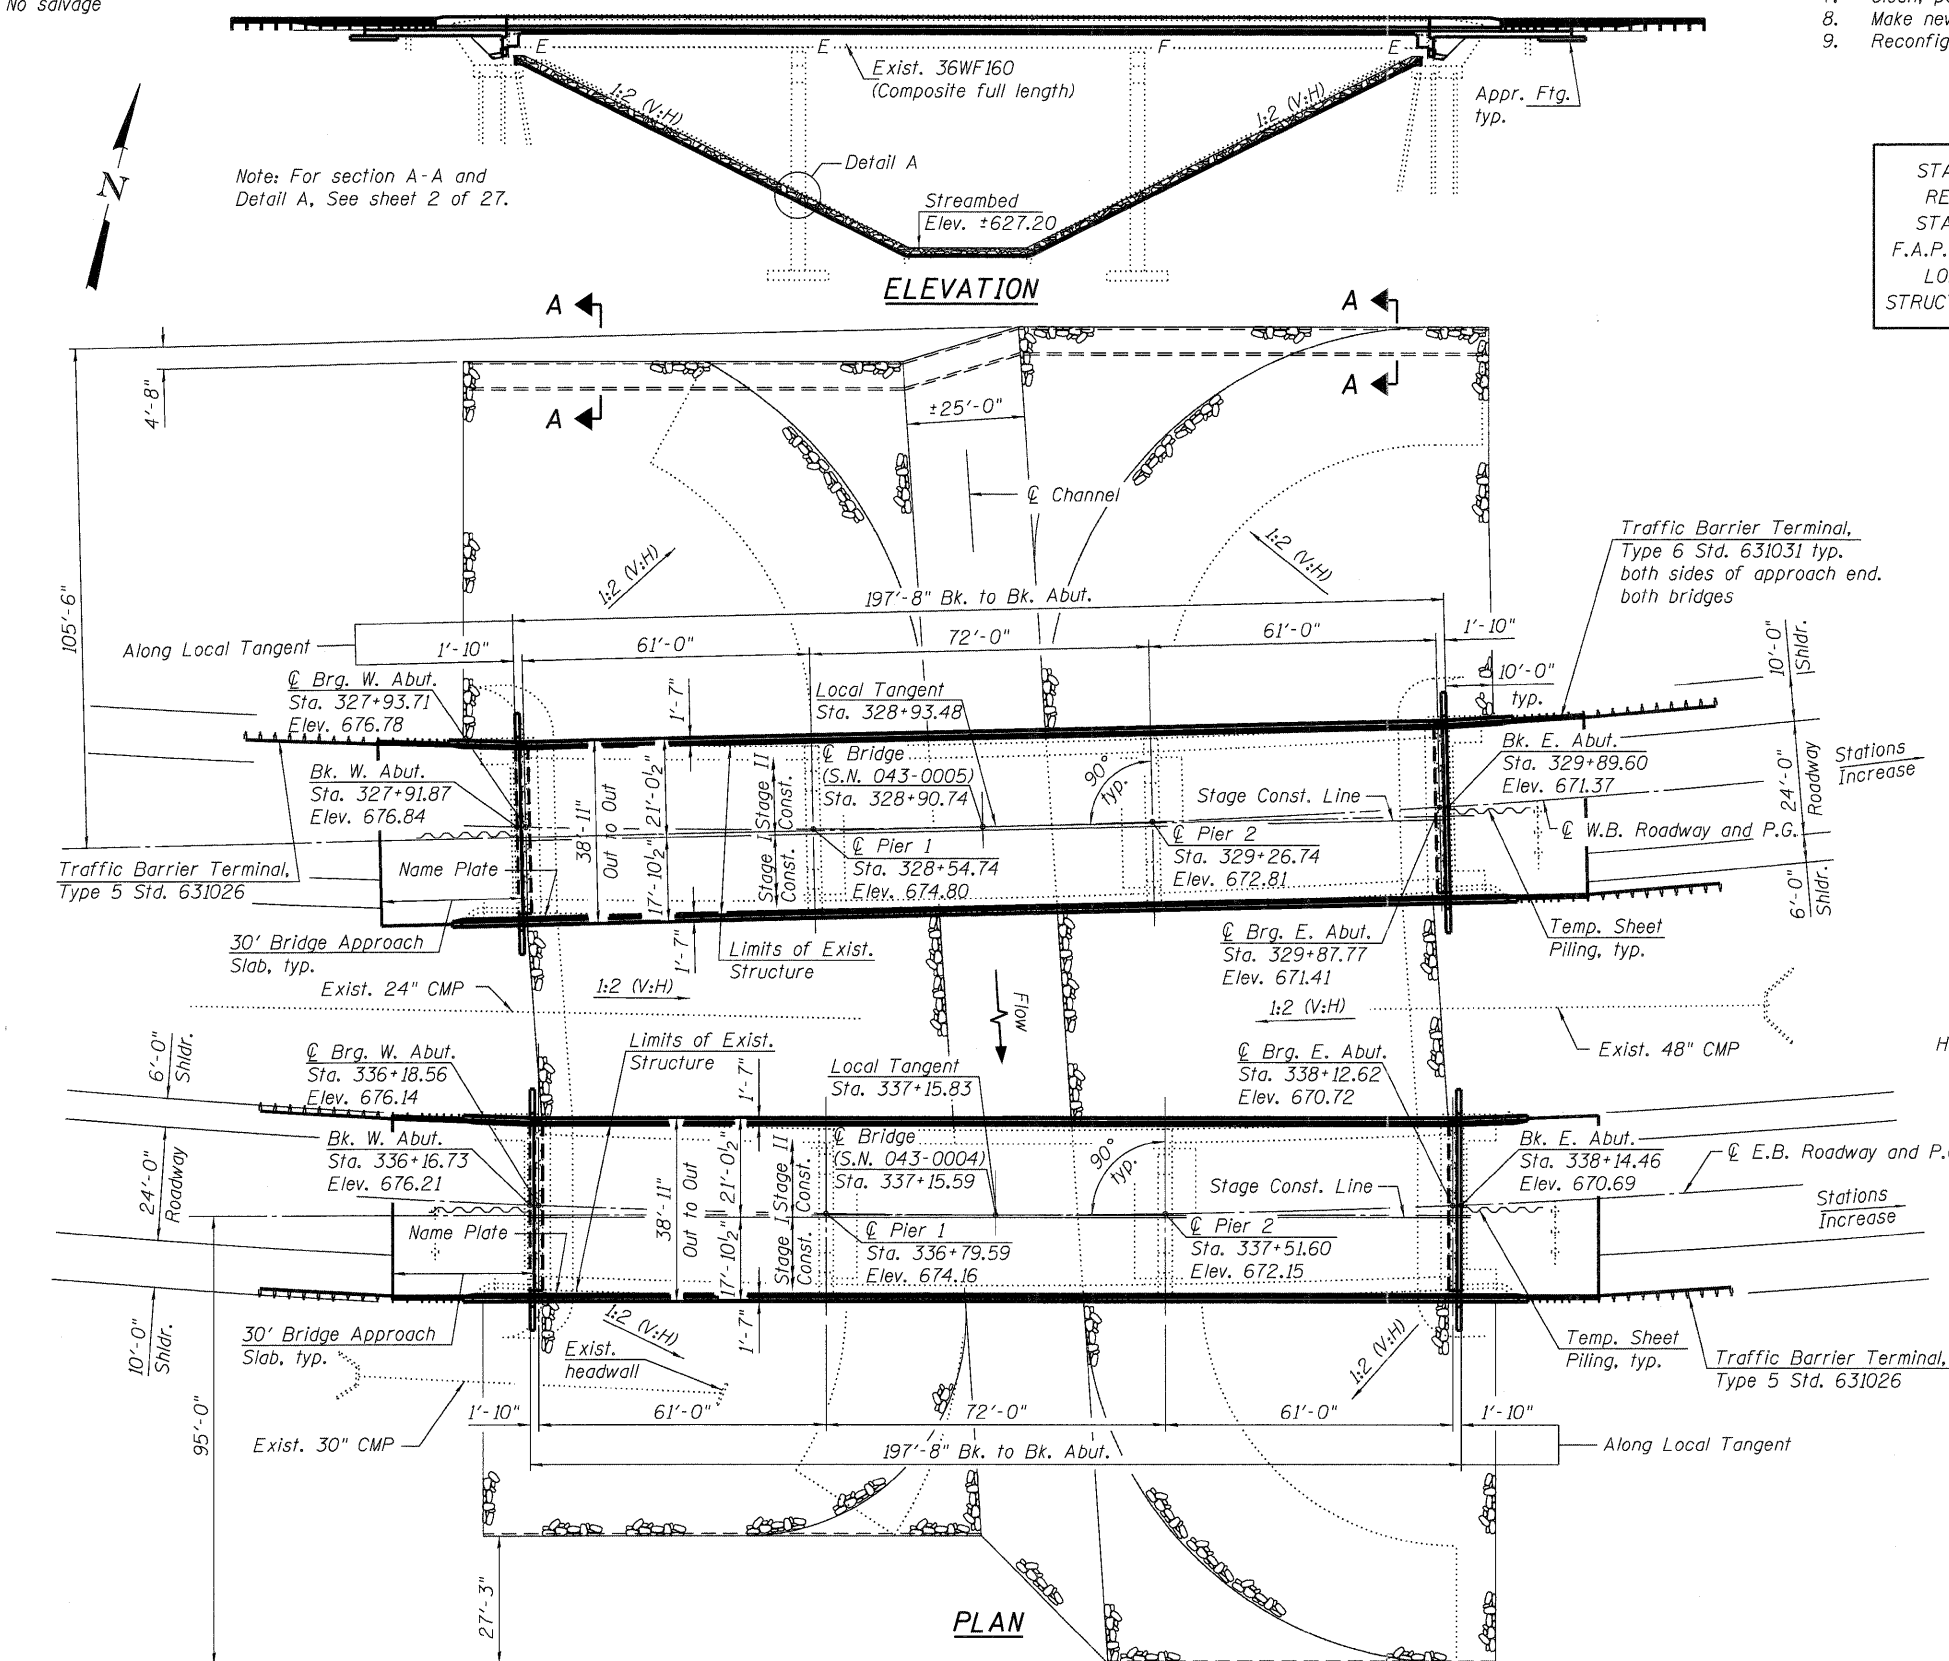 No salvage
8. Make new
9. Reconfig
E
E
F
E
Exist. 36WF160
(Composite full length)
1:2 (V:H)
1:2 (V:H)
Appr. Ftg.
typ.
N
Note: For section A-A and
Detail A, See sheet 2 of 27.
Detail A
Streambed
Elev. ±627.20
STA
RE
STA
F.A.P.
LO
STRUCT
ELEVATION
A
A
A
A
4'-8"
±25'-0"
℄ Channel
105'-6"
1:2 (V:H)
1:2 (V:H)
Traffic Barrier Terminal,
Type 6 Std. 631031 typ.
both sides of approach end.
both bridges
197'-8" Bk. to Bk. Abut.
Along Local Tangent
1'-10"
61'-0"
72'-0"
61'-0"
1'-10"
10'-0"
typ.
10'-0"
Shldr.
℄ Brg. W. Abut.
Sta. 327+93.71
Elev. 676.78
1'-7"
Local Tangent
Sta. 328+93.48
Bk. W. Abut.
Sta. 327+91.87
Elev. 676.84
℄ Bridge
(S.N. 043-0005)
Sta. 328+90.74
90°
typ.
Bk. E. Abut.
Sta. 329+89.60
Elev. 671.37
Stations
Increase
24'-0"
Roadway
38'-11"
Out to Out
21'-0½"
17'-10½"
Stage II
Const.
Stage I
Const.
Stage Const. Line
℄ W.B. Roadway and P.G.
℄ Pier 1
Sta. 328+54.74
Elev. 674.80
℄ Pier 2
Sta. 329+26.74
Elev. 672.81
Traffic Barrier Terminal,
Type 5 Std. 631026
Name Plate
6'-0"
Shldr.
30' Bridge Approach
Slab, typ.
1'-7"
Limits of Exist.
Structure
℄ Brg. E. Abut.
Sta. 329+87.77
Elev. 671.41
Temp. Sheet
Piling, typ.
Exist. 24" CMP
1:2 (V:H)
Flow
1:2 (V:H)
Exist. 48" CMP
H
6'-0"
Shldr.
℄ Brg. W. Abut.
Sta. 336+18.56
Elev. 676.14
Limits of Exist.
Structure
1'-7"
Local Tangent
Sta. 337+15.83
℄ Brg. E. Abut.
Sta. 338+12.62
Elev. 670.72
24'-0"
Roadway
Bk. W. Abut.
Sta. 336+16.73
Elev. 676.21
38'-11"
Out to Out
21'-0½"
17'-10½"
Stage II
Const.
Stage I
Const.
℄ Bridge
(S.N. 043-0004)
Sta. 337+15.59
90°
typ.
Bk. E. Abut.
Sta. 338+14.46
Elev. 670.69
℄ E.B. Roadway and P.
Stage Const. Line
Stations
Increase
Name Plate
℄ Pier 1
Sta. 336+79.59
Elev. 674.16
℄ Pier 2
Sta. 337+51.60
Elev. 672.15
10'-0"
Shldr.
30' Bridge Approach
Slab, typ.
1:2 (V:H)
Exist.
headwall
1'-7"
1:2 (V:H)
Temp. Sheet
Piling, typ.
Traffic Barrier Terminal,
Type 5 Std. 631026
95'-0"
Exist. 30" CMP
1'-10"
61'-0"
72'-0"
61'-0"
1'-10"
197'-8" Bk. to Bk. Abut.
Along Local Tangent
27'-3"
PLAN